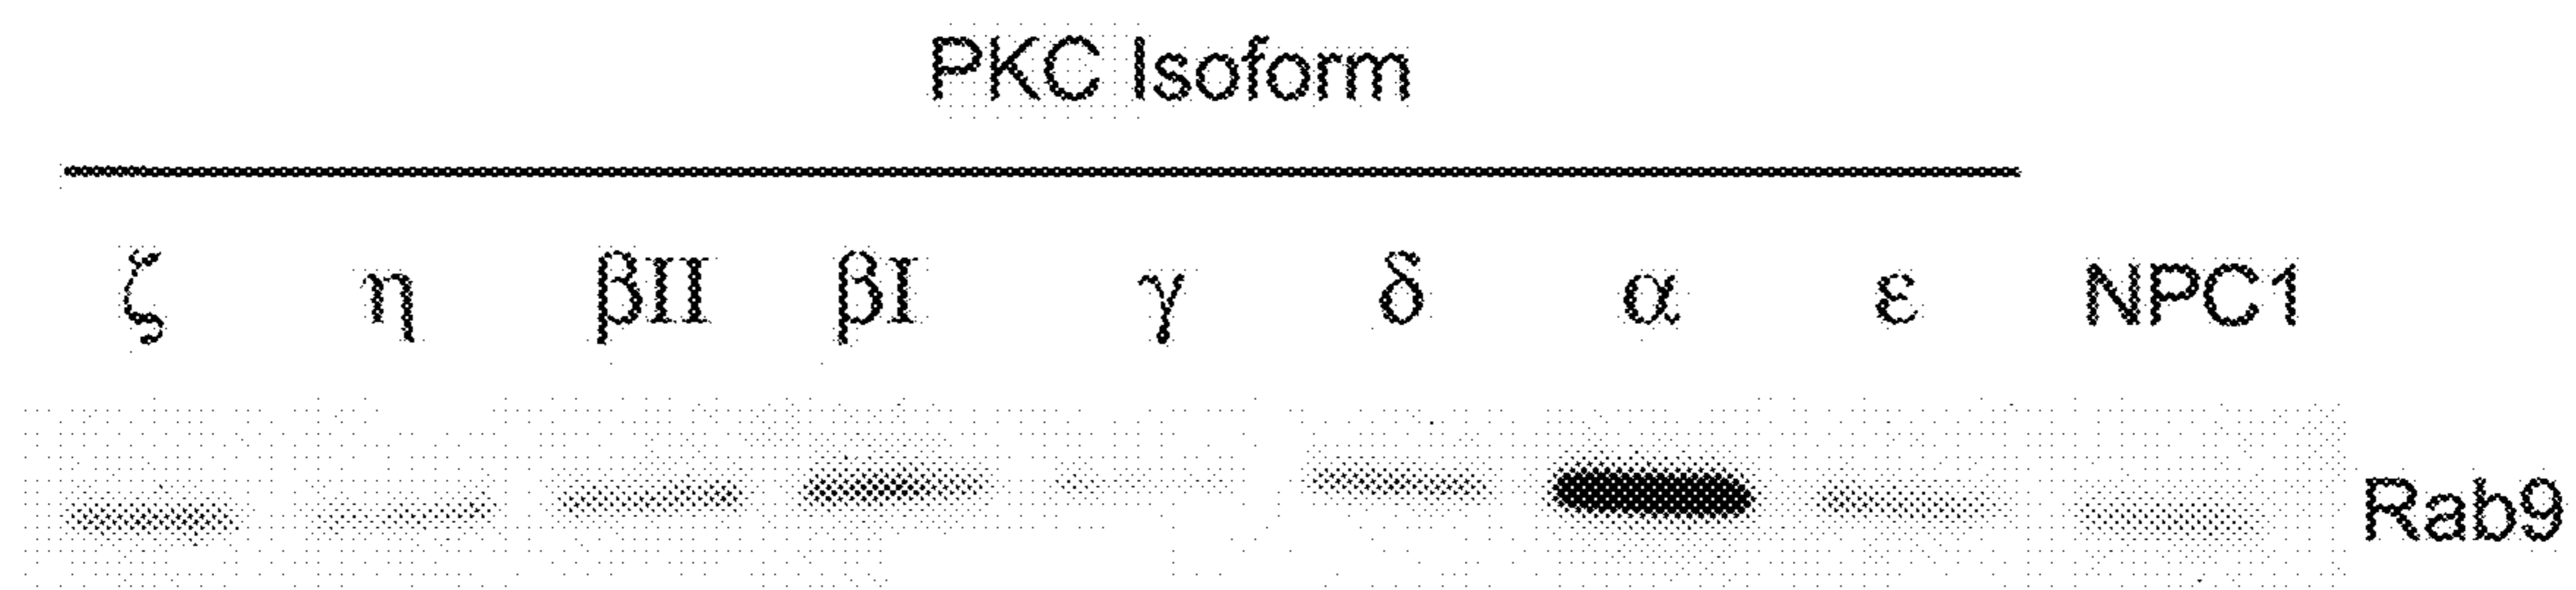 PKC Isoform
ζ η βII βI γ δ α ε NPC1
Rab9